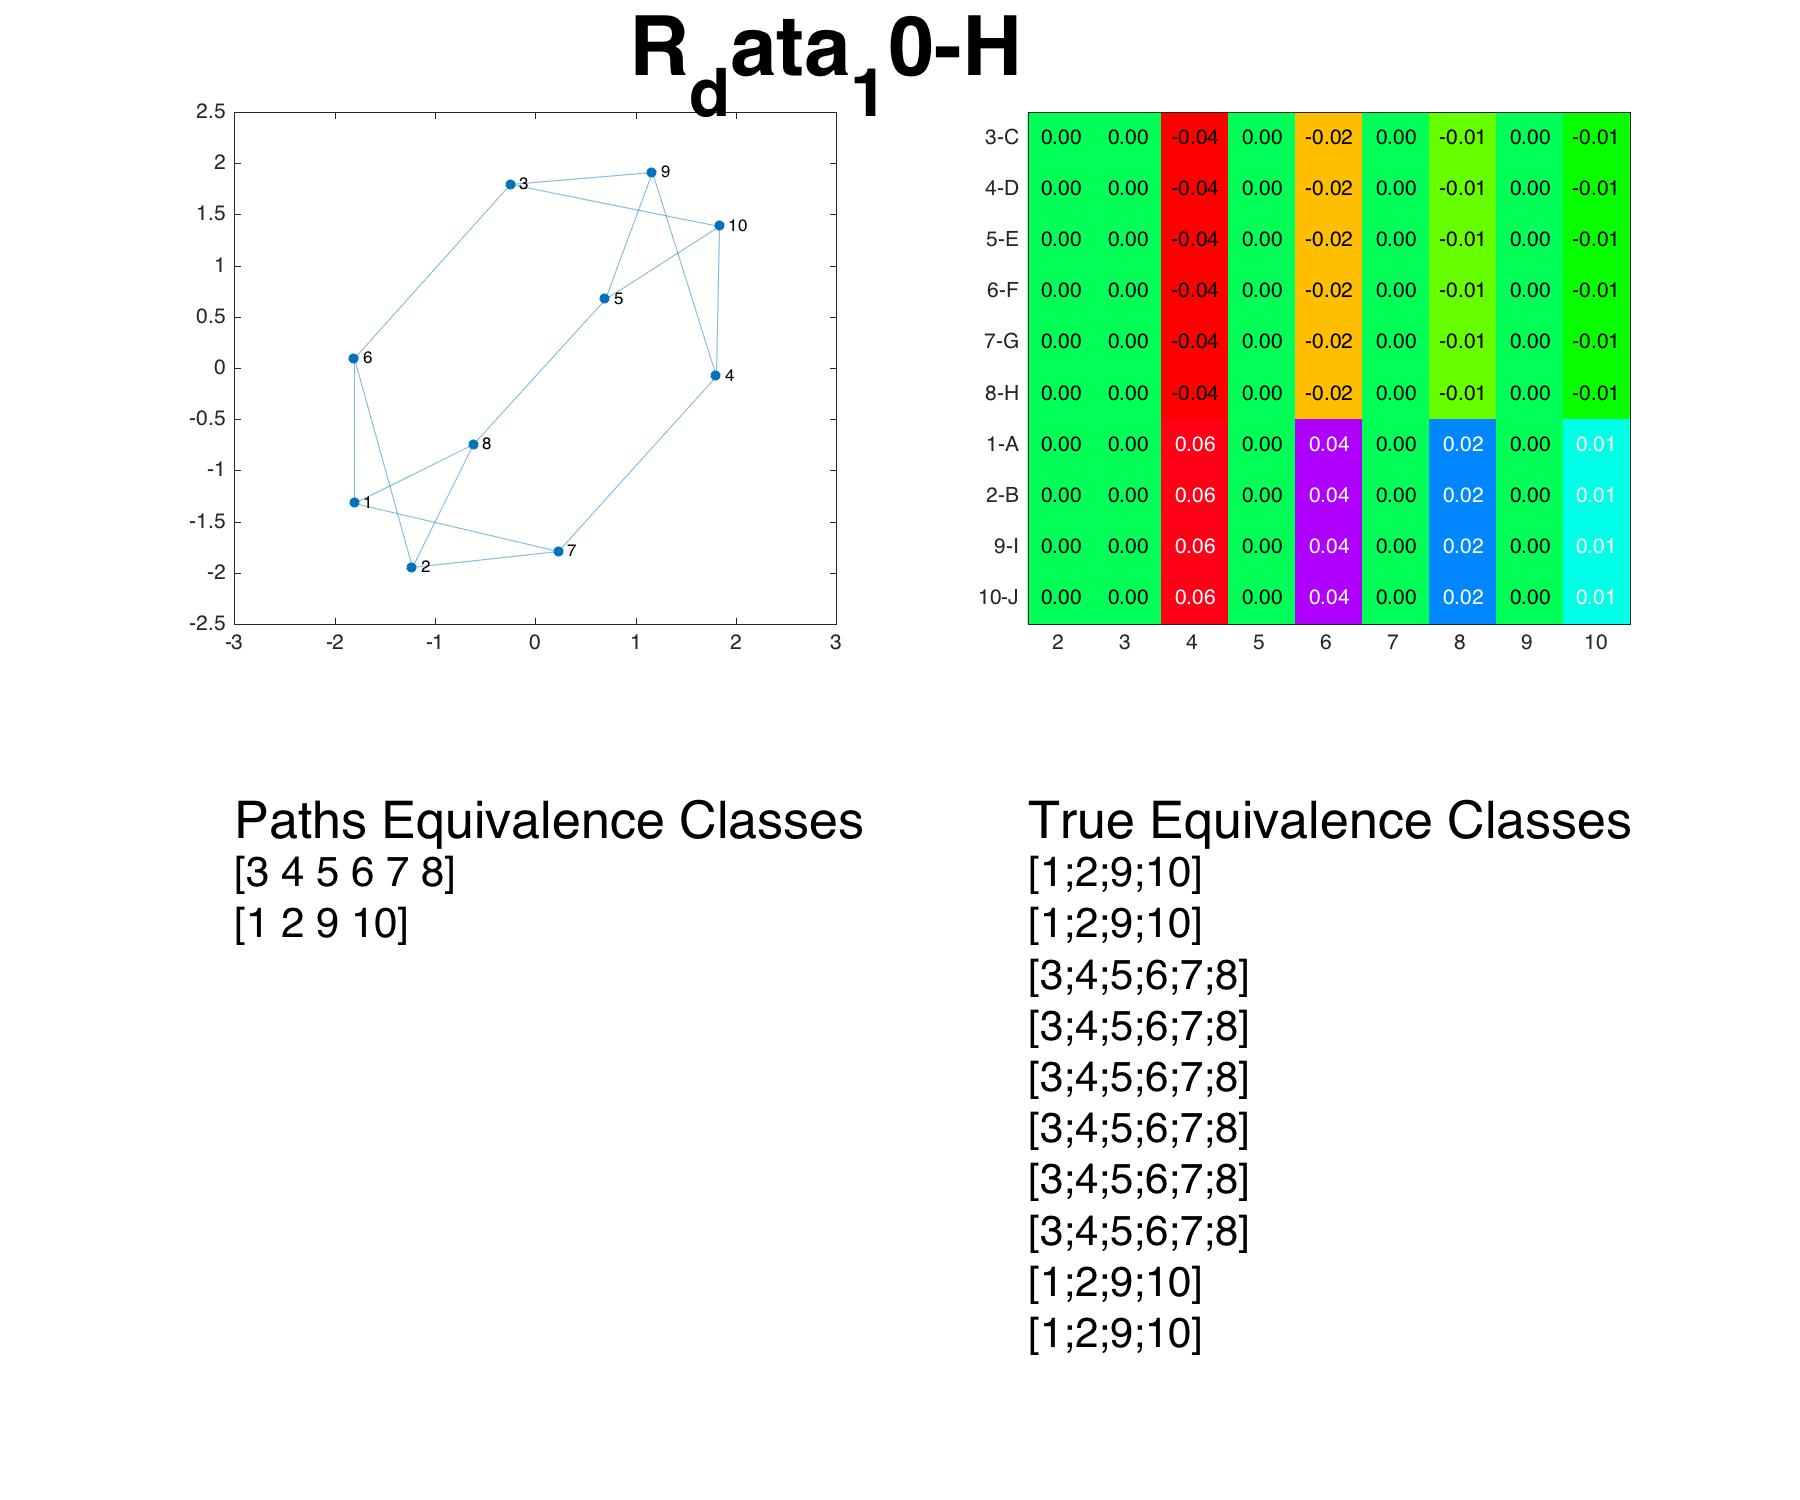 Rdata10-H
2.5
2
1.5
1
0.5
0
-0.5
-1
-1.5
-2
-2.5
-3 -2 -1 0 1 2 3
3
9
10
5
6
4
8
1
7
2
3-C 0.00 0.00 -0.04 0.00 -0.02 0.00 -0.01 0.00 -0.01
4-D 0.00 0.00 -0.04 0.00 -0.02 0.00 -0.01 0.00 -0.01
5-E 0.00 0.00 -0.04 0.00 -0.02 0.00 -0.01 0.00 -0.01
6-F 0.00 0.00 -0.04 0.00 -0.02 0.00 -0.01 0.00 -0.01
7-G 0.00 0.00 -0.04 0.00 -0.02 0.00 -0.01 0.00 -0.01
8-H 0.00 0.00 -0.04 0.00 -0.02 0.00 -0.01 0.00 -0.01
1-A 0.00 0.00 0.06 0.00 0.04 0.00 0.02 0.00 0.01
2-B 0.00 0.00 0.06 0.00 0.04 0.00 0.02 0.00 0.01
9-I 0.00 0.00 0.06 0.00 0.04 0.00 0.02 0.00 0.01
10-J 0.00 0.00 0.06 0.00 0.04 0.00 0.02 0.00 0.01
2 3 4 5 6 7 8 9 10
Paths Equivalence Classes
[3 4 5 6 7 8]
[1 2 9 10]
True Equivalence Classes
[1;2;9;10]
[1;2;9;10]
[3;4;5;6;7;8]
[3;4;5;6;7;8]
[3;4;5;6;7;8]
[3;4;5;6;7;8]
[3;4;5;6;7;8]
[3;4;5;6;7;8]
[1;2;9;10]
[1;2;9;10]